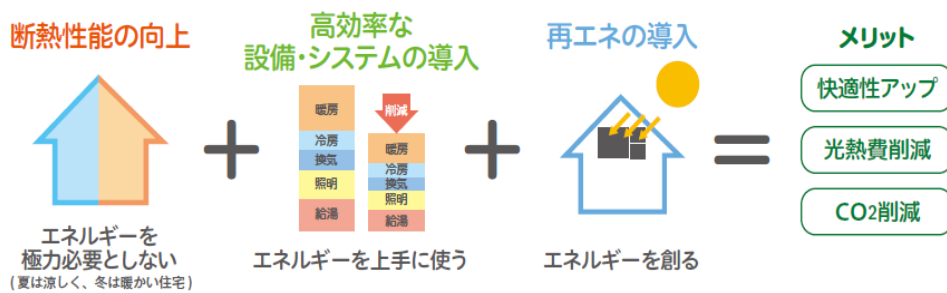 断熱性能の向上
エネルギーを
極力必要としない
(夏は涼しく、冬は暖かい住宅)
+
高効率な
設備・システムの導入
暖房
冷房
換気
照明
給湯
削減
暖房
冷房
換気
照明
給湯
エネルギーを上手に使う
+
再エネの導入
エネルギーを創る
=
メリット
快適性アップ
光熱費削減
CO2削減